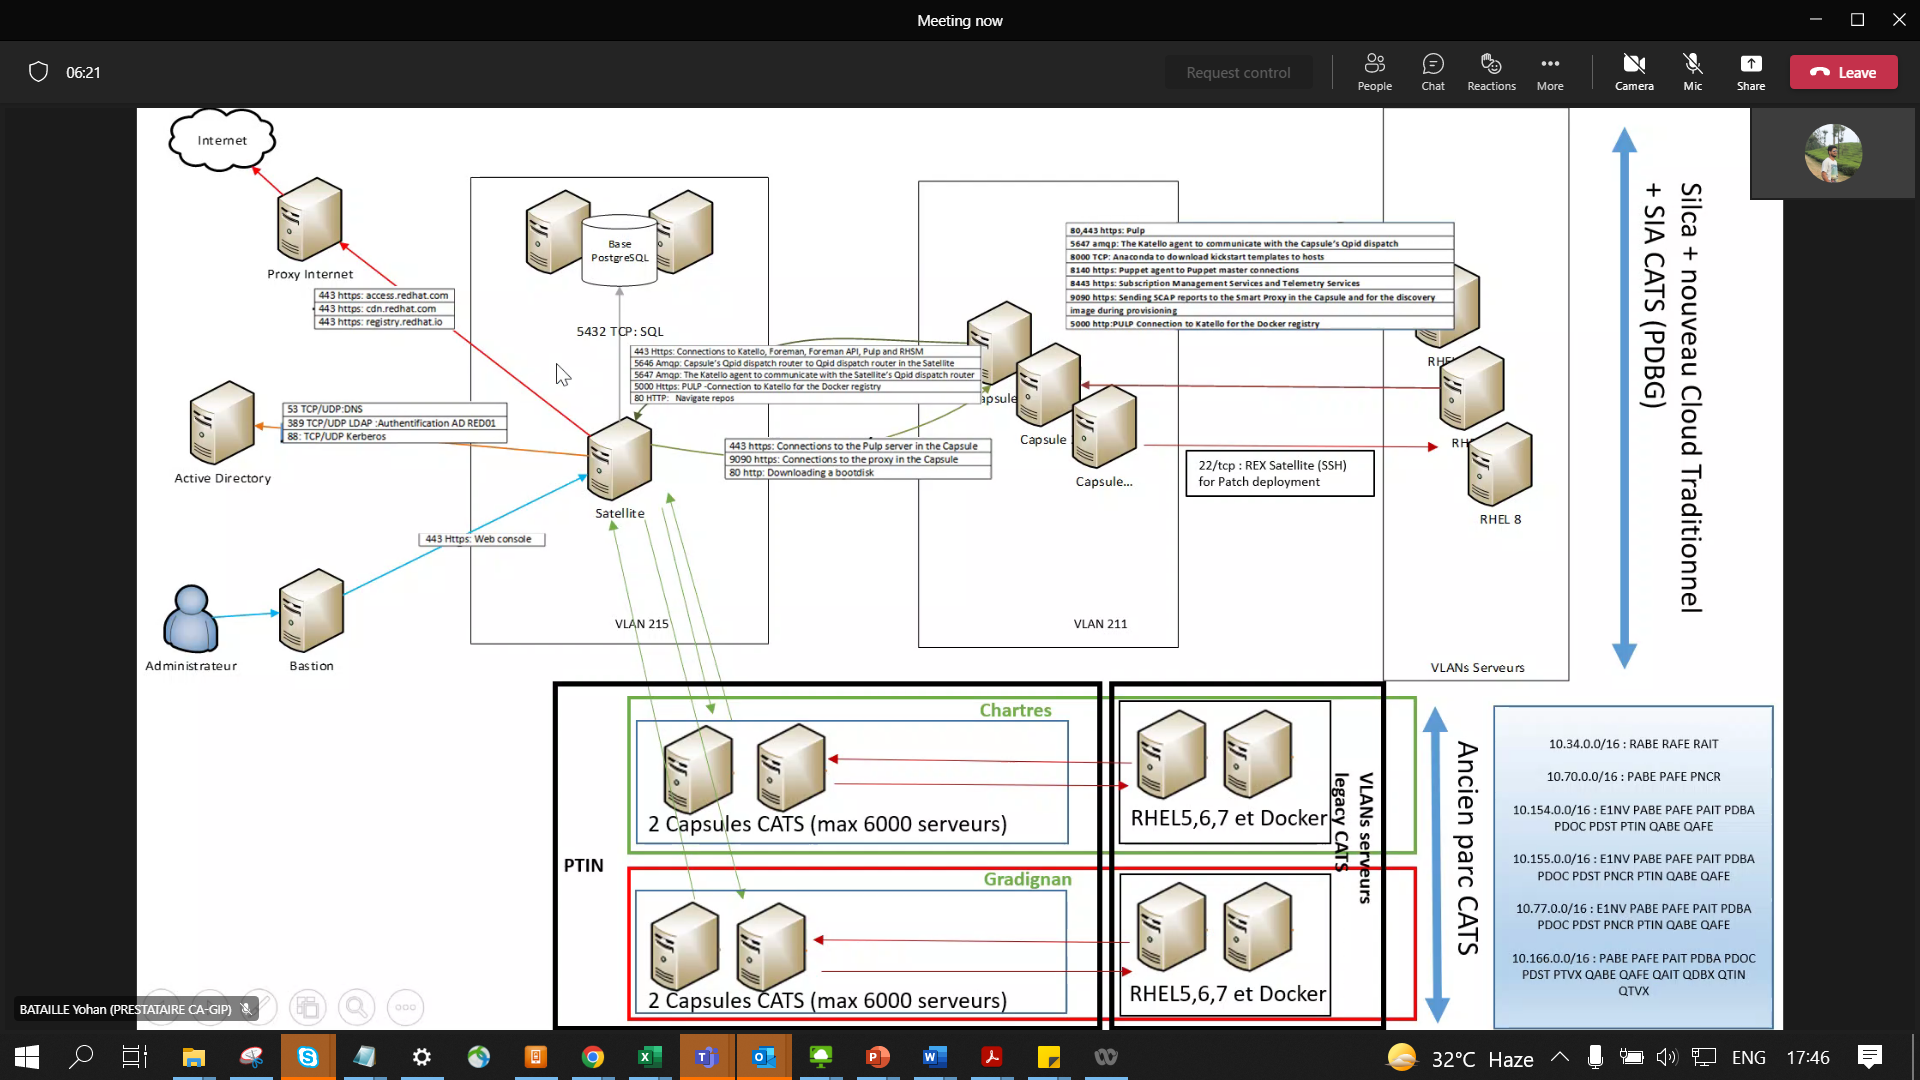 Meeting now
06:21
Request control
People
Chat
Reactions
More
Camera
Mic
Share
Leave
Internet
Proxy Internet
443 https: access.redhat.com
443 https: cdn.redhat.com
443 https: registry.redhat.io
Base
PostgreSQL
5432 TCP: SQL
443 Https: Connections to Katello, Foreman, Foreman API, Pulp and RHSM
5646 Amqp: Capsule's Qpid dispatch router to Qpid dispatch router in the Satellite
5647 Amqp: The Katello agent to communicate with the Satellite's Qpid dispatch router
5000 Https: PULP -Connection to Katello for the Docker registry
80 HTTP: Navigate repos
80,443 https: Pulp
5647 amqp: The Katello agent to communicate with the Capsule's Qpid dispatch
8000 TCP: Anaconda to download kickstart templates to hosts
8140 https: Puppet agent to Puppet master connections
8443 https: Subscription Management Services and Telemetry Services
9090 https: Sending SCAP reports to the Smart Proxy in the Capsule and for the discovery
image during provisioning
5000 http:PULP Connection to Katello for the Docker registry
apsule
Capsule
Capsule...
RHE
RH
RHEL 8
22/tcp : REX Satellite (SSH)
for Patch deployment
53 TCP/UDP:DNS
389 TCP/UDP LDAP :Authentification AD RED01
88: TCP/UDP Kerberos
Active Directory
443 https: Connections to the Pulp server in the Capsule
9090 https: Connections to the proxy in the Capsule
80 http: Downloading a bootdisk
Satellite
443 Https: Web console
Administrateur
Bastion
VLAN 215
VLAN 211
VLANs Serveurs
Silca + nouveau Cloud Traditionnel
+ SIA CATS (PDBG)
PTIN
Chartres
2 Capsules CATS (max 6000 serveurs)
RHEL5,6,7 et Docker
Gradignan
2 Capsules CATS (max 6000 serveurs)
RHEL5,6,7 et Docker
VLANs serveurs
legacy CATS
Ancien parc CATS
10.34.0.0/16 : RABE RAFE RAIT
10.70.0.0/16 : PABE PAFE PNCR
10.154.0.0/16 : E1NV PABE PAFE PAIT PDBA
PDOC PDST PTIN QABE QAFE
10.155.0.0/16 : E1NV PABE PAFE PAIT PDBA
PDOC PDST PNCR PTIN QABE QAFE
10.77.0.0/16 : E1NV PABE PAFE PAIT PDBA
PDOC PDST PNCR PTIN QABE QAFE
10.166.0.0/16 : PABE PAFE PAIT PDBA PDOC
PDST PTVX QABE QAFE QAIT QDBX QTIN
QTVX
BATAILLE Yohan (PRESTATAIRE CA-GIP)
32°C Haze
ENG
17:46